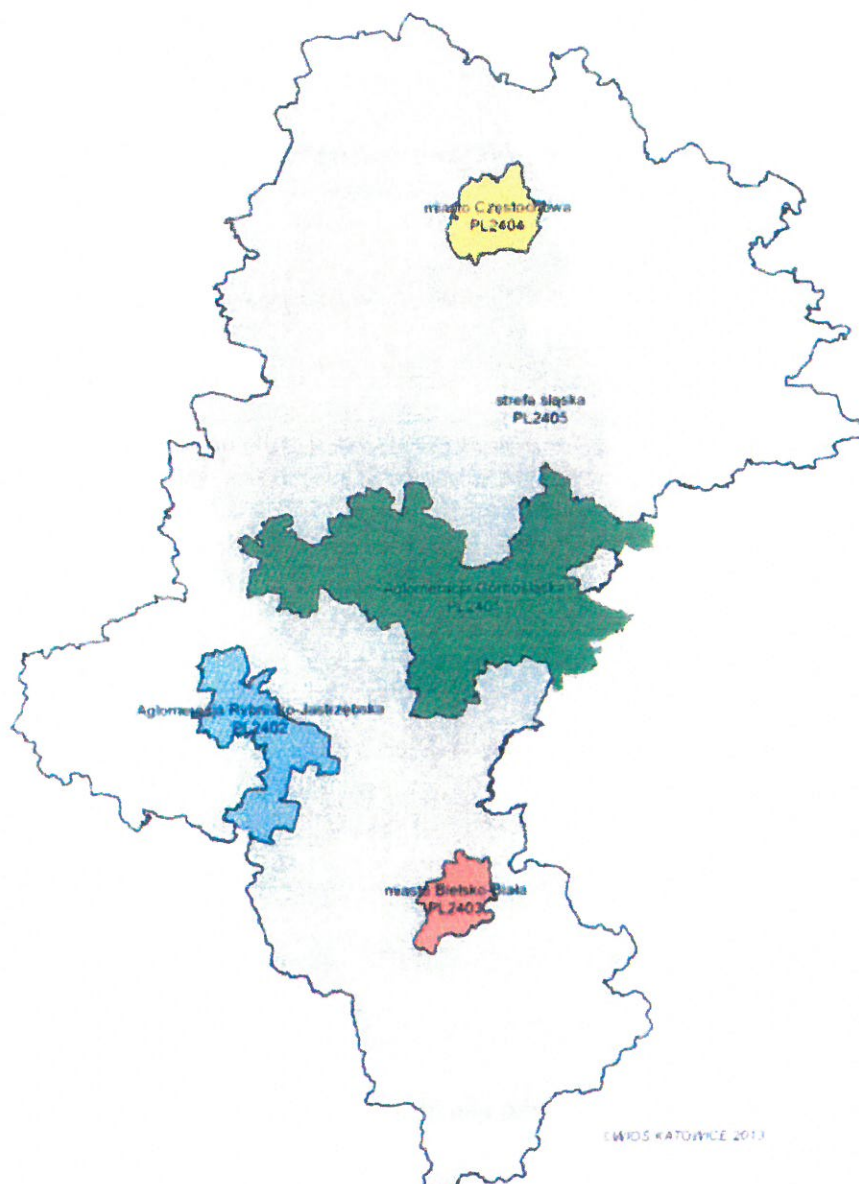 miasto Częstochowa
PL2404
strefa śląska
PL2405
Aglomeracja Górnośląska
PL2401
Aglomeracja Rybnicko-Jastrzębska
PL2402
miasto Bielsko-Biała
PL2403
WIOŚ KATOWICE 2013